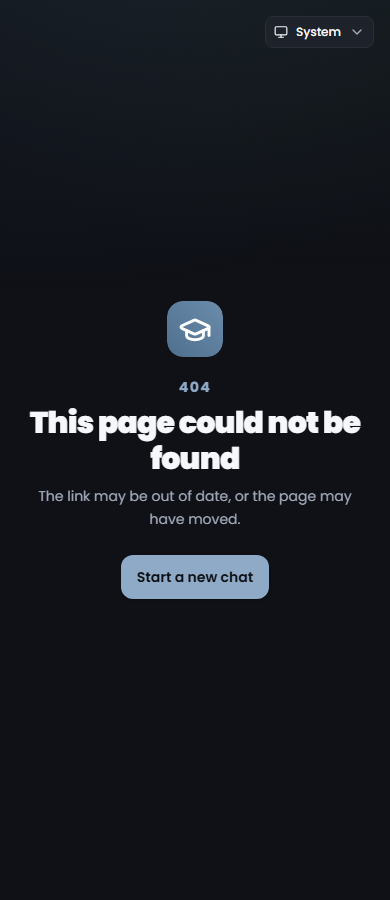 System
404
This page could not be
found
The link may be out of date, or the page may
have moved.
Start a new chat